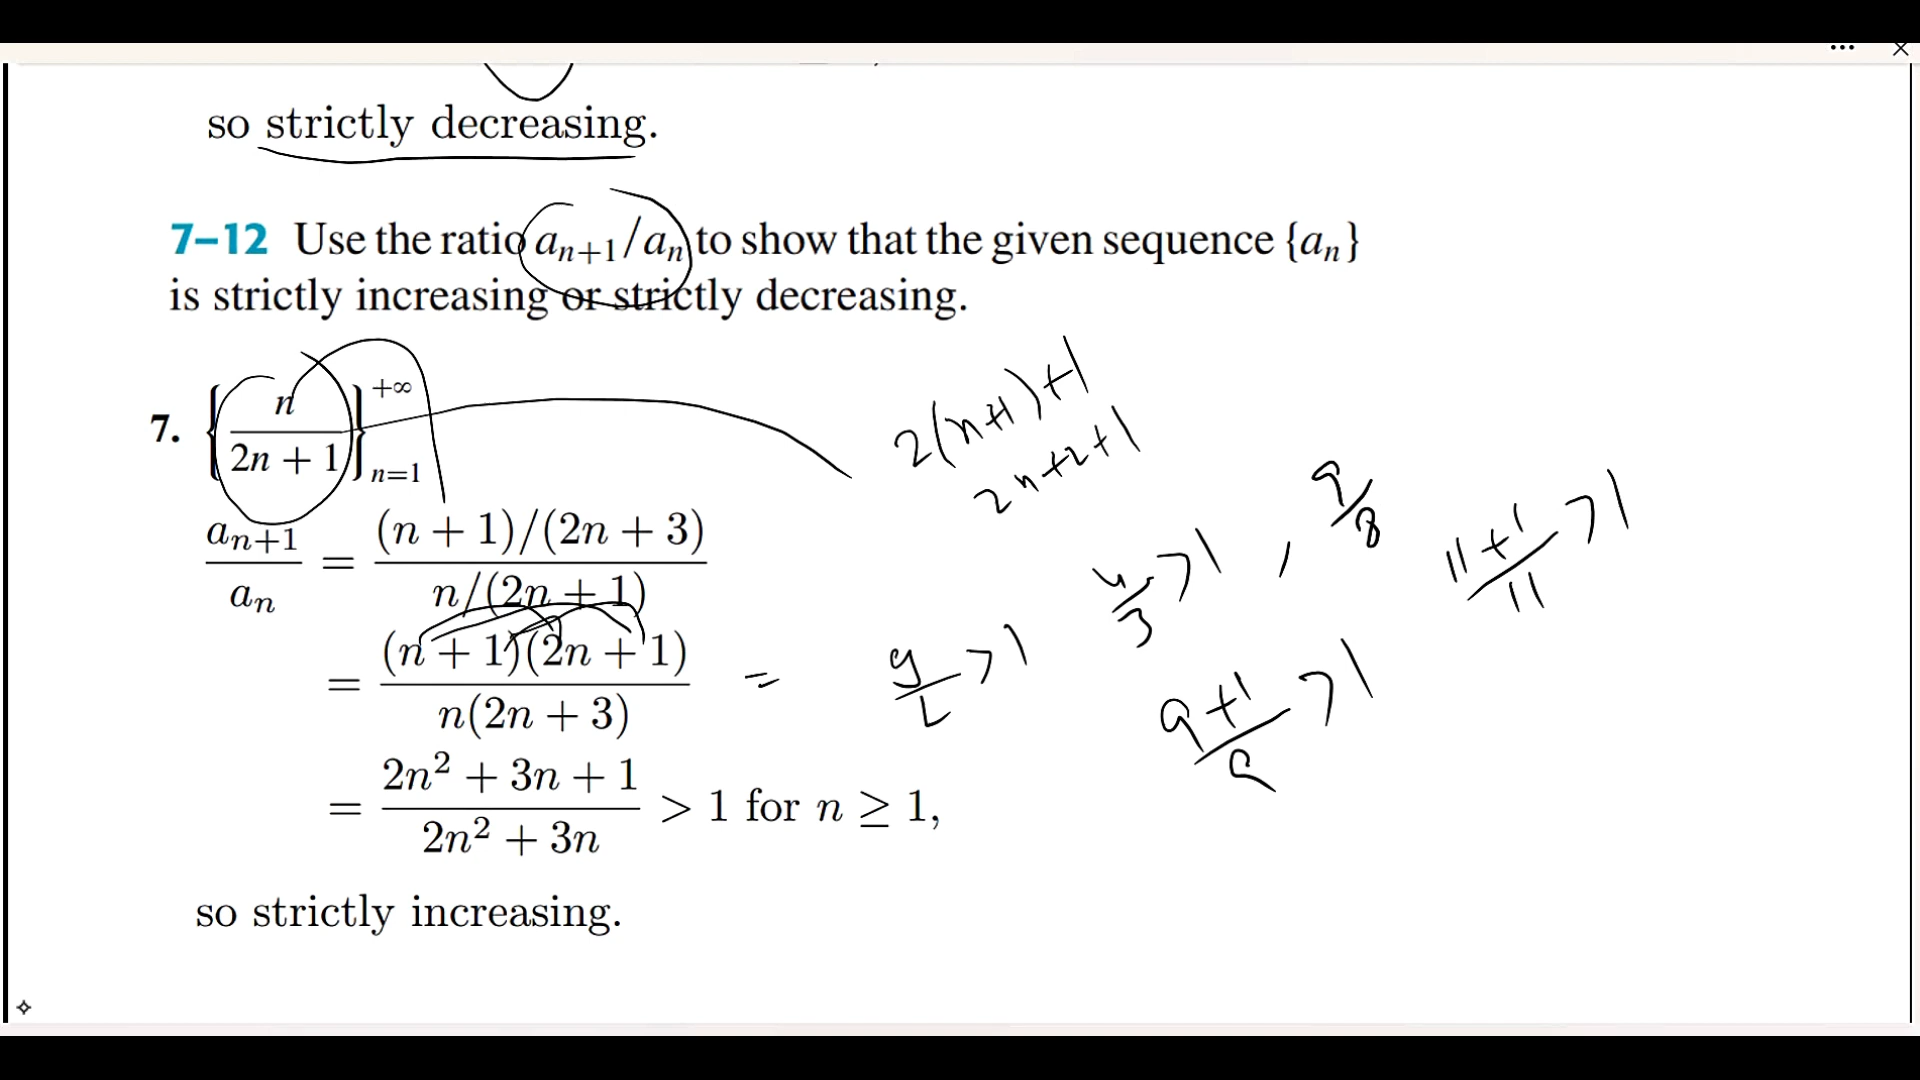 so strictly decreasing.
7–12 Use the ratio aₙ₊₁/aₙ to show that the given sequence {aₙ}
is strictly increasing or strictly decreasing.
7. {n/(2n + 1)}ₙ₌₁⁺∞
2(n+1)+1
2n+2+1
aₙ₊₁/aₙ = ((n + 1)/(2n + 3))/(n/(2n + 1))
4/3 >1 , 9/8
11+1/11 >1
= (n + 1)(2n + 1)/n(2n + 3) =
>1
9+1/9 >1
= (2n² + 3n + 1)/(2n² + 3n) > 1 for n ≥ 1,
so strictly increasing.